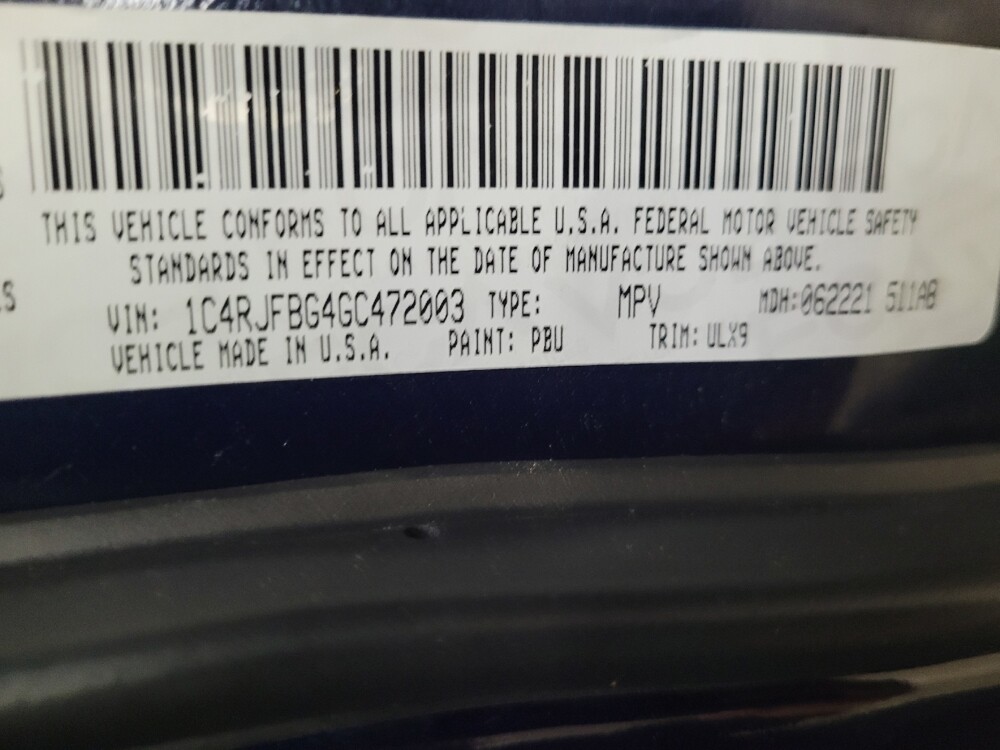 THIS VEHICLE CONFORMS TO ALL APPLICABLE U.S.A. FEDERAL MOTOR VEHICLE SAFETY
STANDARDS IN EFFECT ON THE DATE OF MANUFACTURE SHOWN ABOVE.
VIN: 1C4RJFBG4GC472003 TYPE: MPV MDH:062221 511AB
VEHICLE MADE IN U.S.A. PAINT: PBU TRIM: ULX9